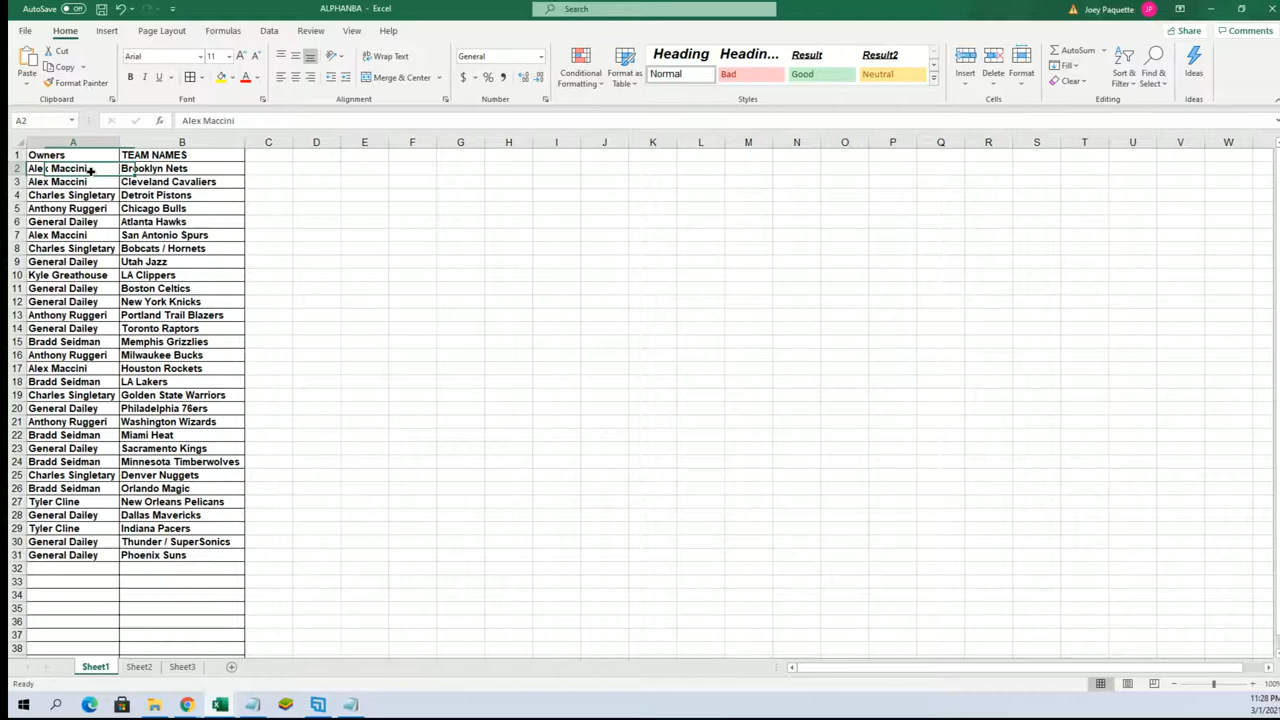 AutoSave Off ALPHANBA - Excel Search Joey Paquette JP
File Home Insert Page Layout Formulas Data Review View Help Share Comments
Paste Cut Copy Format Painter Clipboard
Arial 11 Font
Wrap Text Merge & Center Alignment
General Number
Conditional Formatting Format as Table
Heading Headin... Result Result2
Normal Bad Good Neutral
Styles
Insert Delete Format Cells
AutoSum Fill Clear Sort & Filter Find & Select Editing
Ideas Ideas
A2 fx Alex Maccini
A B C D E F G H I J K L M N O P Q R S T U V W
1 Owners TEAM NAMES
2 Alex Maccini Brooklyn Nets
3 Alex Maccini Cleveland Cavaliers
4 Charles Singletary Detroit Pistons
5 Anthony Ruggeri Chicago Bulls
6 General Dailey Atlanta Hawks
7 Alex Maccini San Antonio Spurs
8 Charles Singletary Bobcats / Hornets
9 General Dailey Utah Jazz
10 Kyle Greathouse LA Clippers
11 General Dailey Boston Celtics
12 General Dailey New York Knicks
13 Anthony Ruggeri Portland Trail Blazers
14 General Dailey Toronto Raptors
15 Bradd Seidman Memphis Grizzlies
16 Anthony Ruggeri Milwaukee Bucks
17 Alex Maccini Houston Rockets
18 Bradd Seidman LA Lakers
19 Charles Singletary Golden State Warriors
20 General Dailey Philadelphia 76ers
21 Anthony Ruggeri Washington Wizards
22 Bradd Seidman Miami Heat
23 General Dailey Sacramento Kings
24 Bradd Seidman Minnesota Timberwolves
25 Charles Singletary Denver Nuggets
26 Bradd Seidman Orlando Magic
27 Tyler Cline New Orleans Pelicans
28 General Dailey Dallas Mavericks
29 Tyler Cline Indiana Pacers
30 General Dailey Thunder / SuperSonics
31 General Dailey Phoenix Suns
32
33
34
35
36
37
38
Sheet1 Sheet2 Sheet3
Ready 100%
11:28 PM
3/1/2021